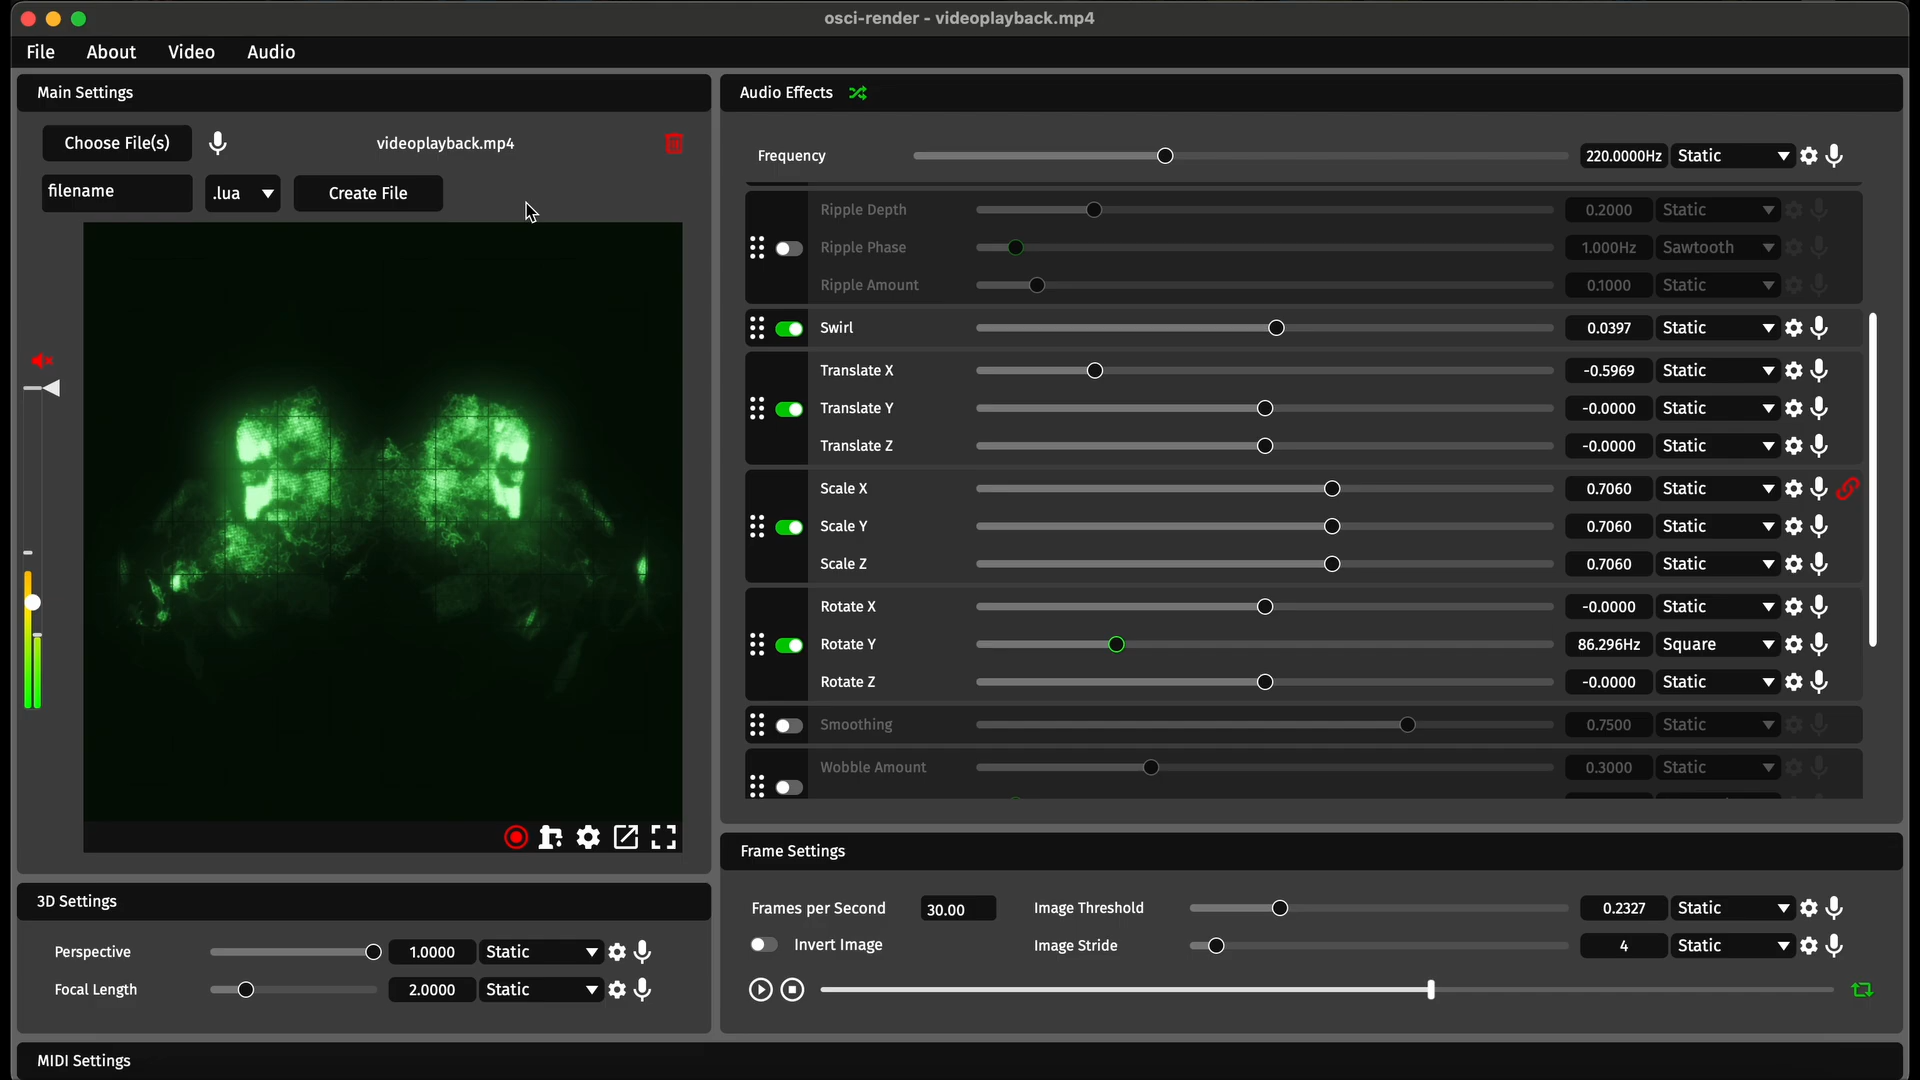 osci-render - videoplayback.mp4
File About Video Audio
Main Settings
Choose File(s) videoplayback.mp4
filename .lua Create File
Audio Effects
Frequency 220.0000Hz Static
Ripple Depth 0.2000 Static
Ripple Phase 1.000Hz Sawtooth
Ripple Amount 0.1000 Static
Swirl 0.0397 Static
Translate X -0.5969 Static
Translate Y -0.0000 Static
Translate Z -0.0000 Static
Scale X 0.7060 Static
Scale Y 0.7060 Static
Scale Z 0.7060 Static
Rotate X -0.0000 Static
Rotate Y 86.296Hz Square
Rotate Z -0.0000 Static
Smoothing 0.7500 Static
Wobble Amount 0.3000 Static
3D Settings
Perspective 1.0000 Static
Focal Length 2.0000 Static
Frame Settings
Frames per Second 30.00 Image Threshold 0.2327 Static
Invert Image Image Stride 4 Static
MIDI Settings